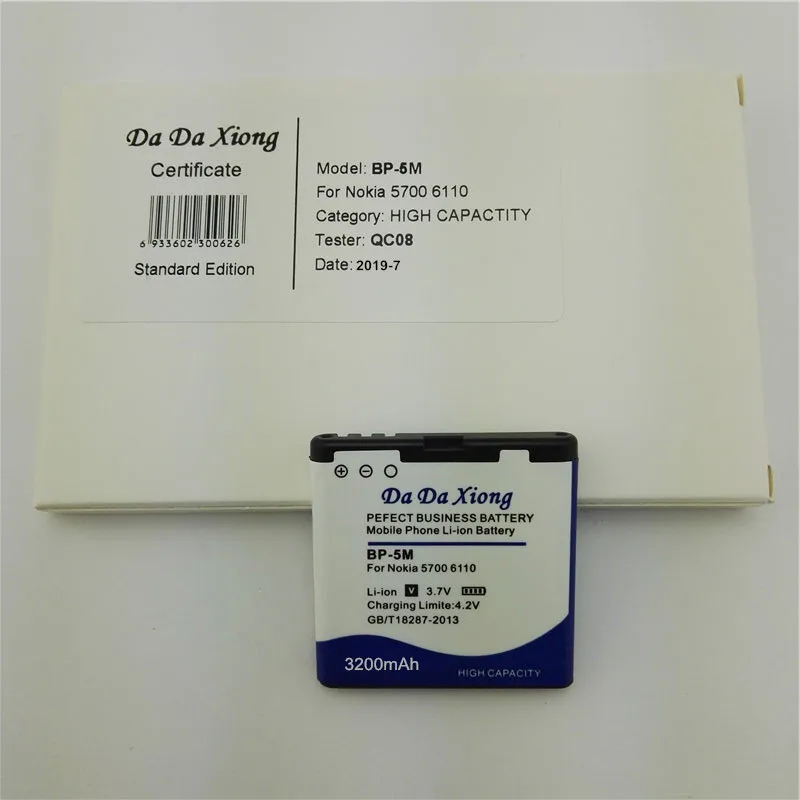 Da Da Xiong
Certificate
6 933602 300626
Standard Edition
Model: BP-5M
For Nokia 5700 6110
Category: HIGH CAPACTITY
Tester: QC08
Date: 2019-7
Da Da Xiong
PEFECT BUSINESS BATTERY
Mobile Phone Li-ion Battery
BP-5M
For Nokia 5700 6110
Li-ion V 3.7V
Charging Limite:4.2V
GB/T18287-2013
3200mAh
HIGH CAPACITY